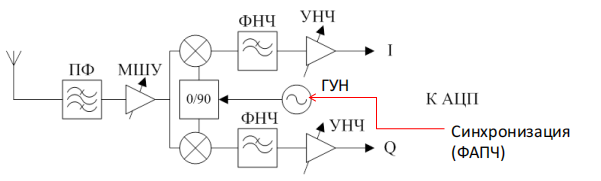 ФНЧ
УНЧ
I
ПФ
МШУ
0/90
ГУН
К АЦП
Синхронизация
(ФАПЧ)
ФНЧ
УНЧ
Q